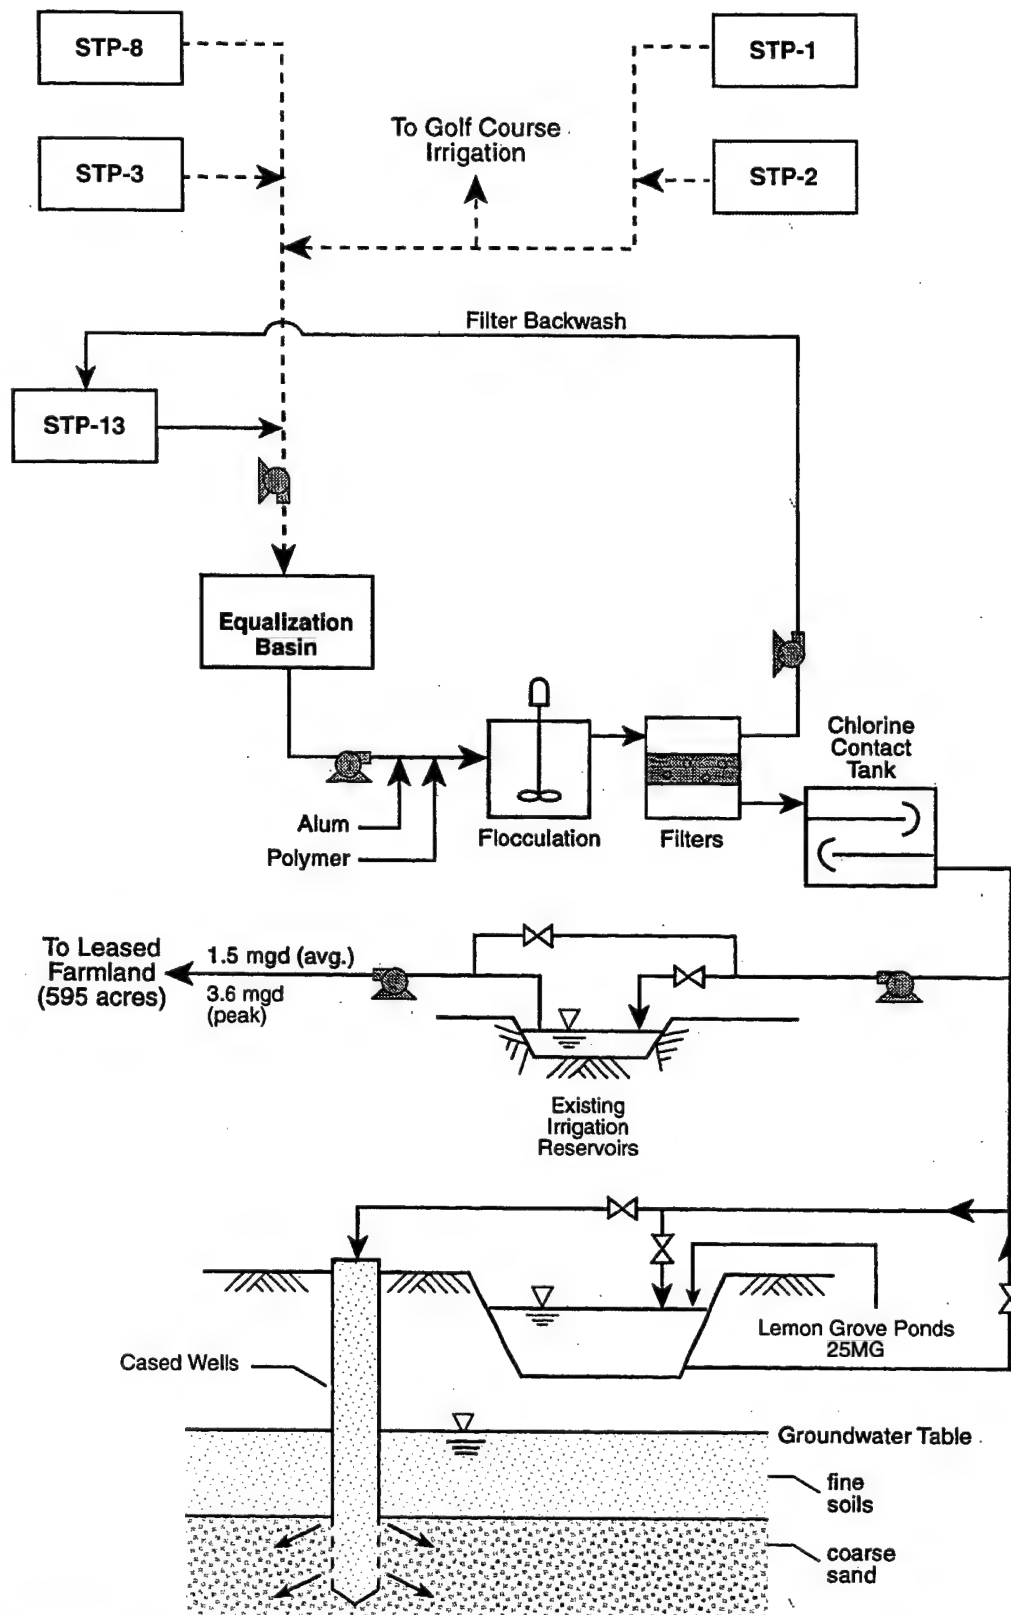 STP-8
STP-1
To Golf Course
Irrigation
STP-3
STP-2
Filter Backwash
STP-13
Equalization
Basin
Chlorine
Contact
Tank
Alum
Polymer
Flocculation
Filters
To Leased
Farmland
(595 acres)
1.5 mgd (avg.)
3.6 mgd
(peak)
Existing
Irrigation
Reservoirs
Lemon Grove Ponds
25MG
Cased Wells
Groundwater Table
fine
soils
coarse
sand